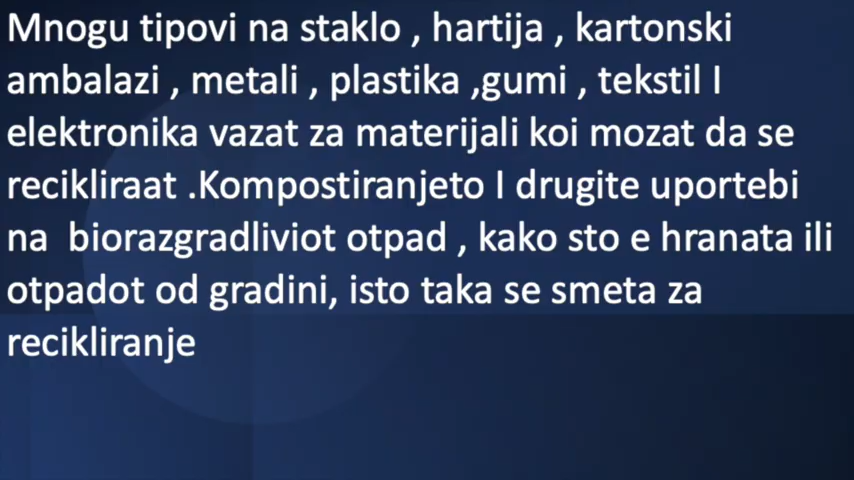 Mnogu tipovi na staklo , hartija , kartonski
ambalazi , metali , plastika ,gumi , tekstil I
elektronika vazat za materijali koi mozat da se
recikliraat .Kompostiranjeto I drugite uportebi
na  biorazgradliviot otpad , kako sto e hranata ili
otpadot od gradini, isto taka se smeta za
recikliranje